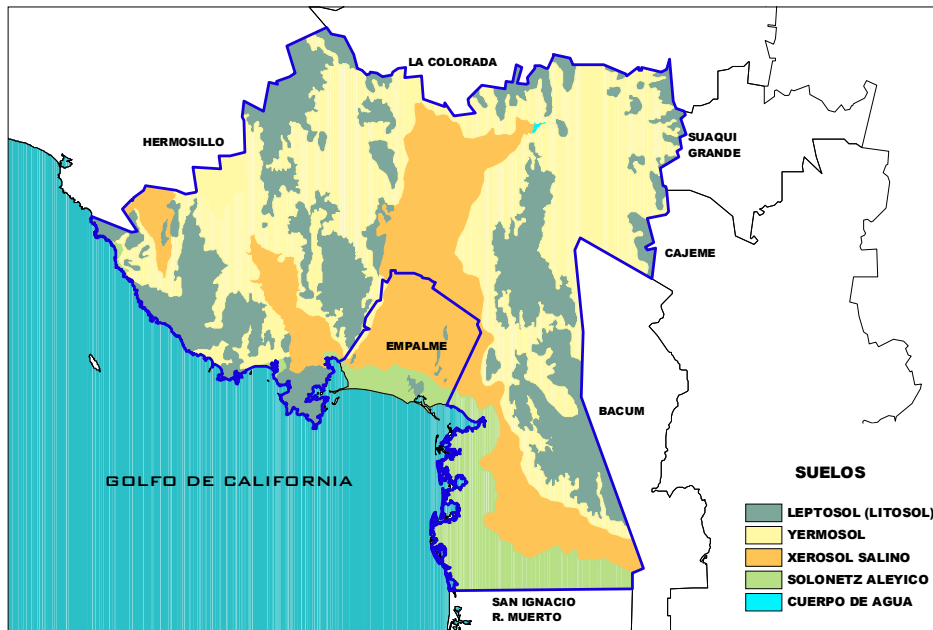 LA COLORADA
HERMOSILLO
SUAQUI
GRANDE
CAJEME
EMPALME
BACUM
GOLFO DE CALIFORNIA
SUELOS
LEPTOSOL (LITOSOL)
YERMOSOL
XEROSOL SALINO
SOLONETZ ALEYICO
CUERPO DE AGUA
SAN IGNACIO
R. MUERTO